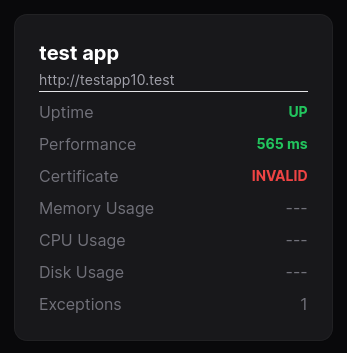 test app
http://testapp10.test
Uptime UP
Performance 565 ms
Certificate INVALID
Memory Usage ---
CPU Usage ---
Disk Usage ---
Exceptions 1